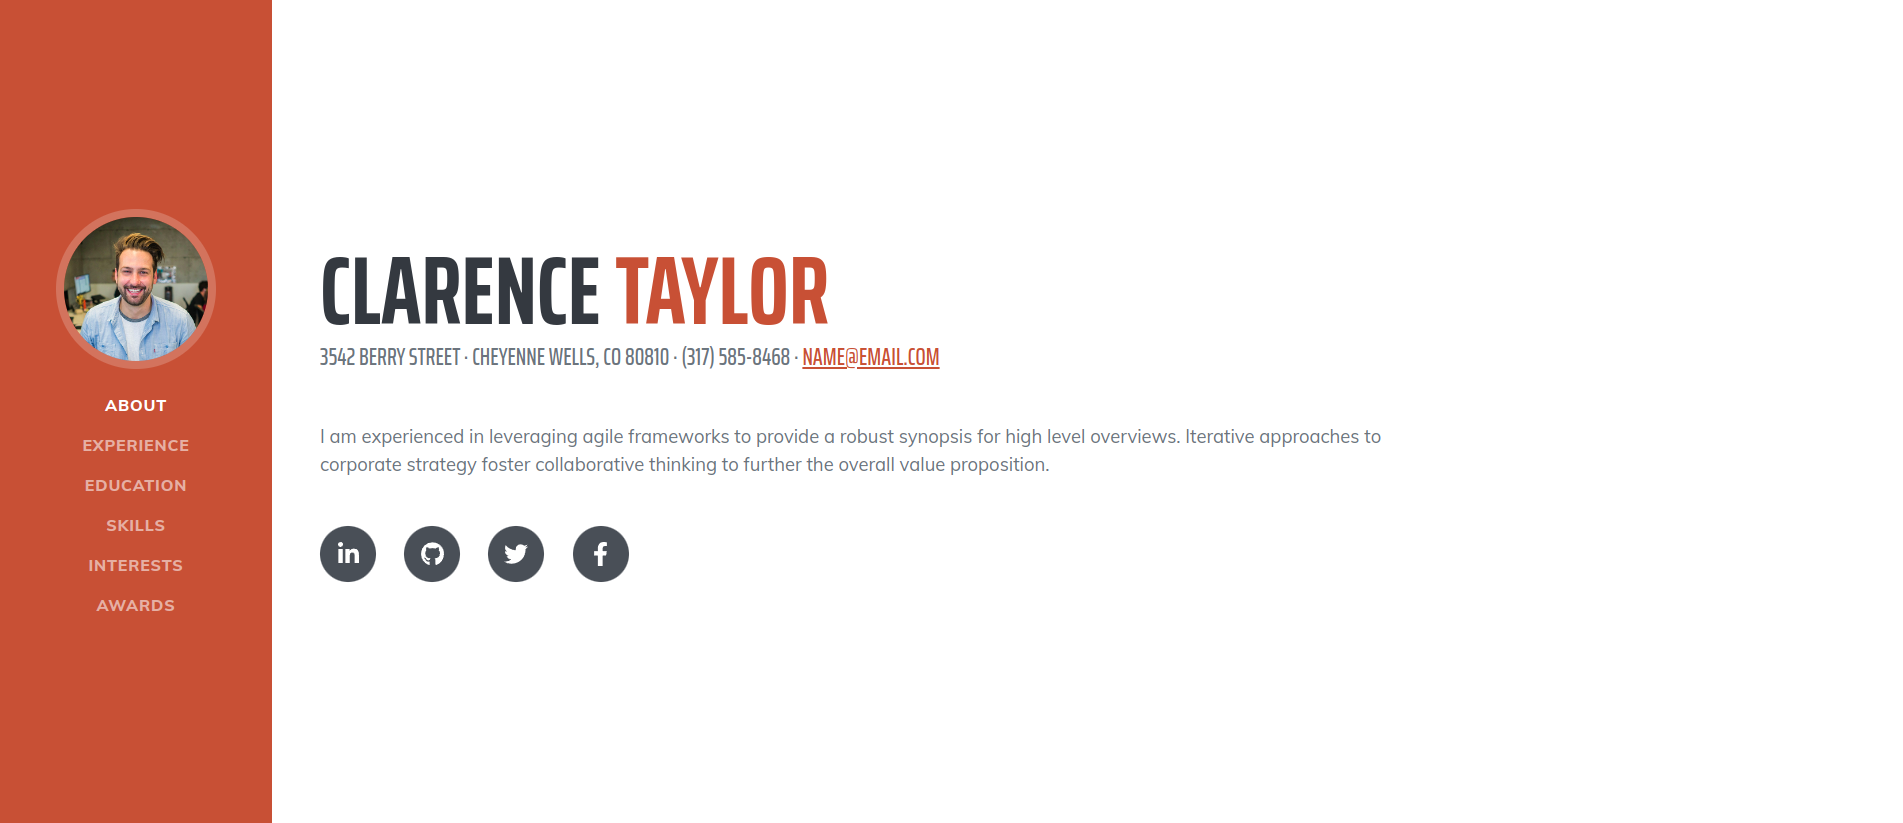 ABOUT
EXPERIENCE
EDUCATION
SKILLS
INTERESTS
AWARDS
CLARENCE TAYLOR
3542 BERRY STREET · CHEYENNE WELLS, CO 80810 · (317) 585-8468 · NAME@EMAIL.COM
I am experienced in leveraging agile frameworks to provide a robust synopsis for high level overviews. Iterative approaches to
corporate strategy foster collaborative thinking to further the overall value proposition.
in